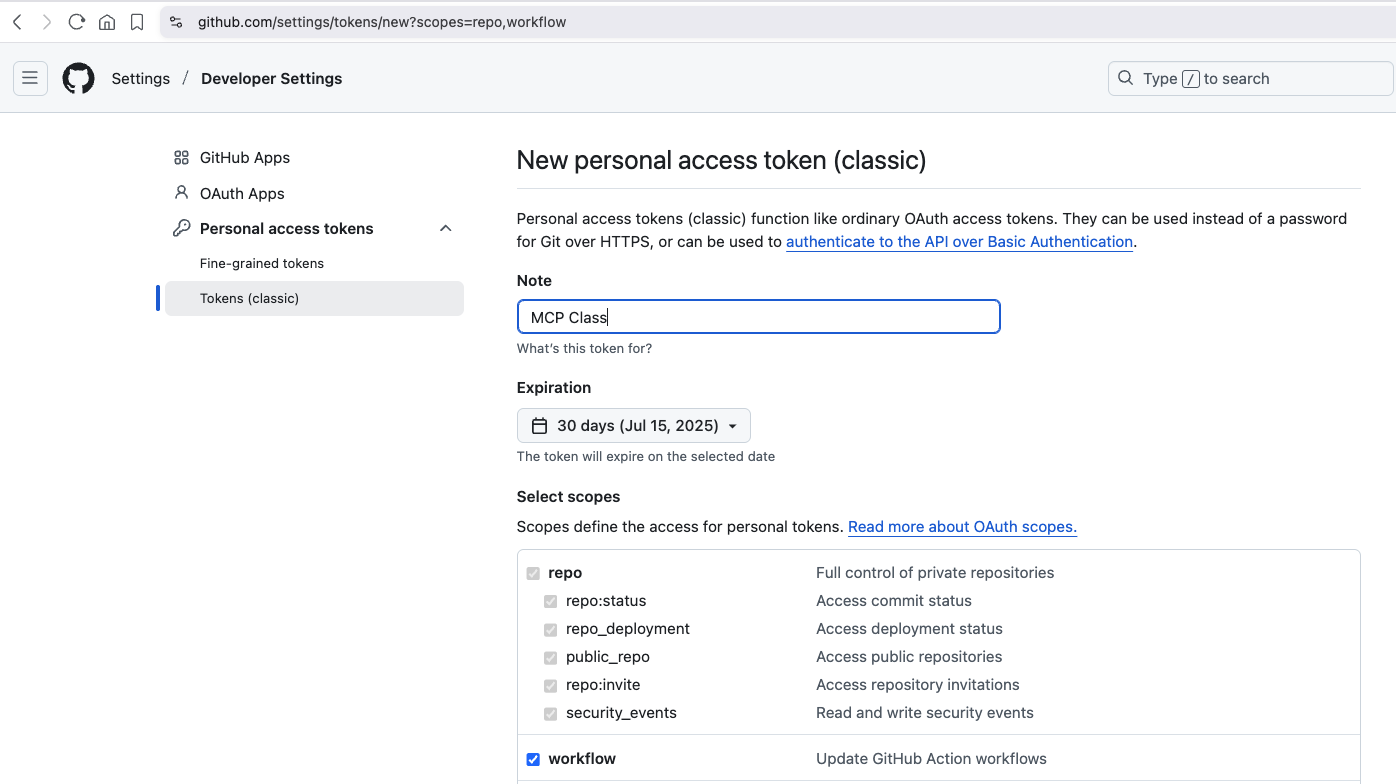 github.com/settings/tokens/new?scopes=repo,workflow
Settings / Developer Settings
Type / to search
GitHub Apps
OAuth Apps
Personal access tokens
Fine-grained tokens
Tokens (classic)
New personal access token (classic)
Personal access tokens (classic) function like ordinary OAuth access tokens. They can be used instead of a password
for Git over HTTPS, or can be used to authenticate to the API over Basic Authentication.
Note
MCP Class
What's this token for?
Expiration
30 days (Jul 15, 2025)
The token will expire on the selected date
Select scopes
Scopes define the access for personal tokens. Read more about OAuth scopes.
repo Full control of private repositories
repo:status Access commit status
repo_deployment Access deployment status
public_repo Access public repositories
repo:invite Access repository invitations
security_events Read and write security events
workflow Update GitHub Action workflows